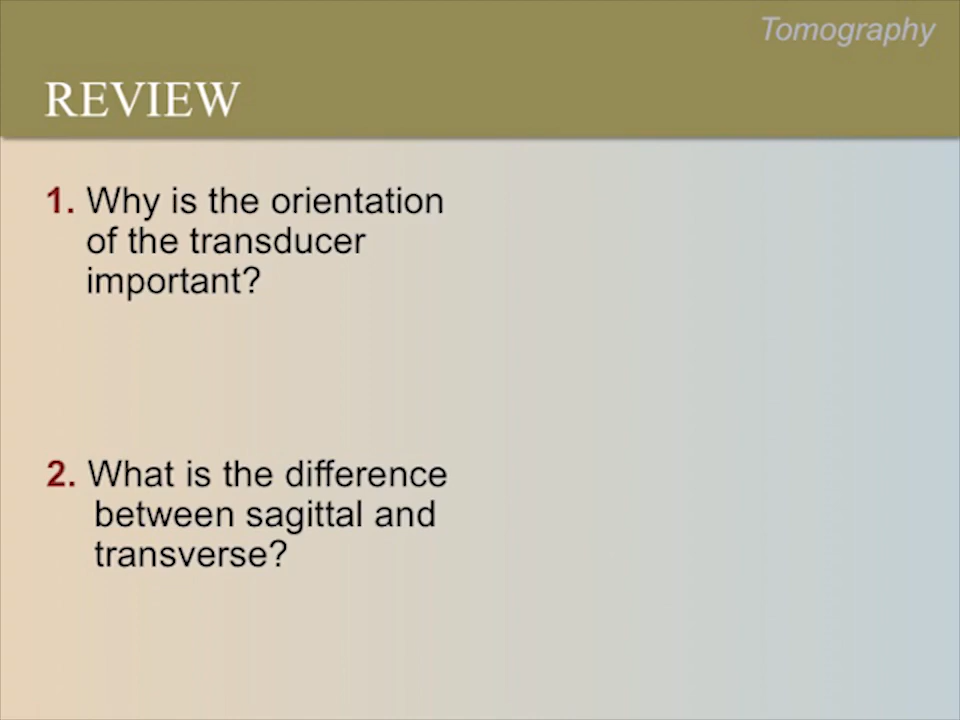 Tomography
REVIEW
1. Why is the orientation
of the transducer
important?
2. What is the difference
between sagittal and
transverse?